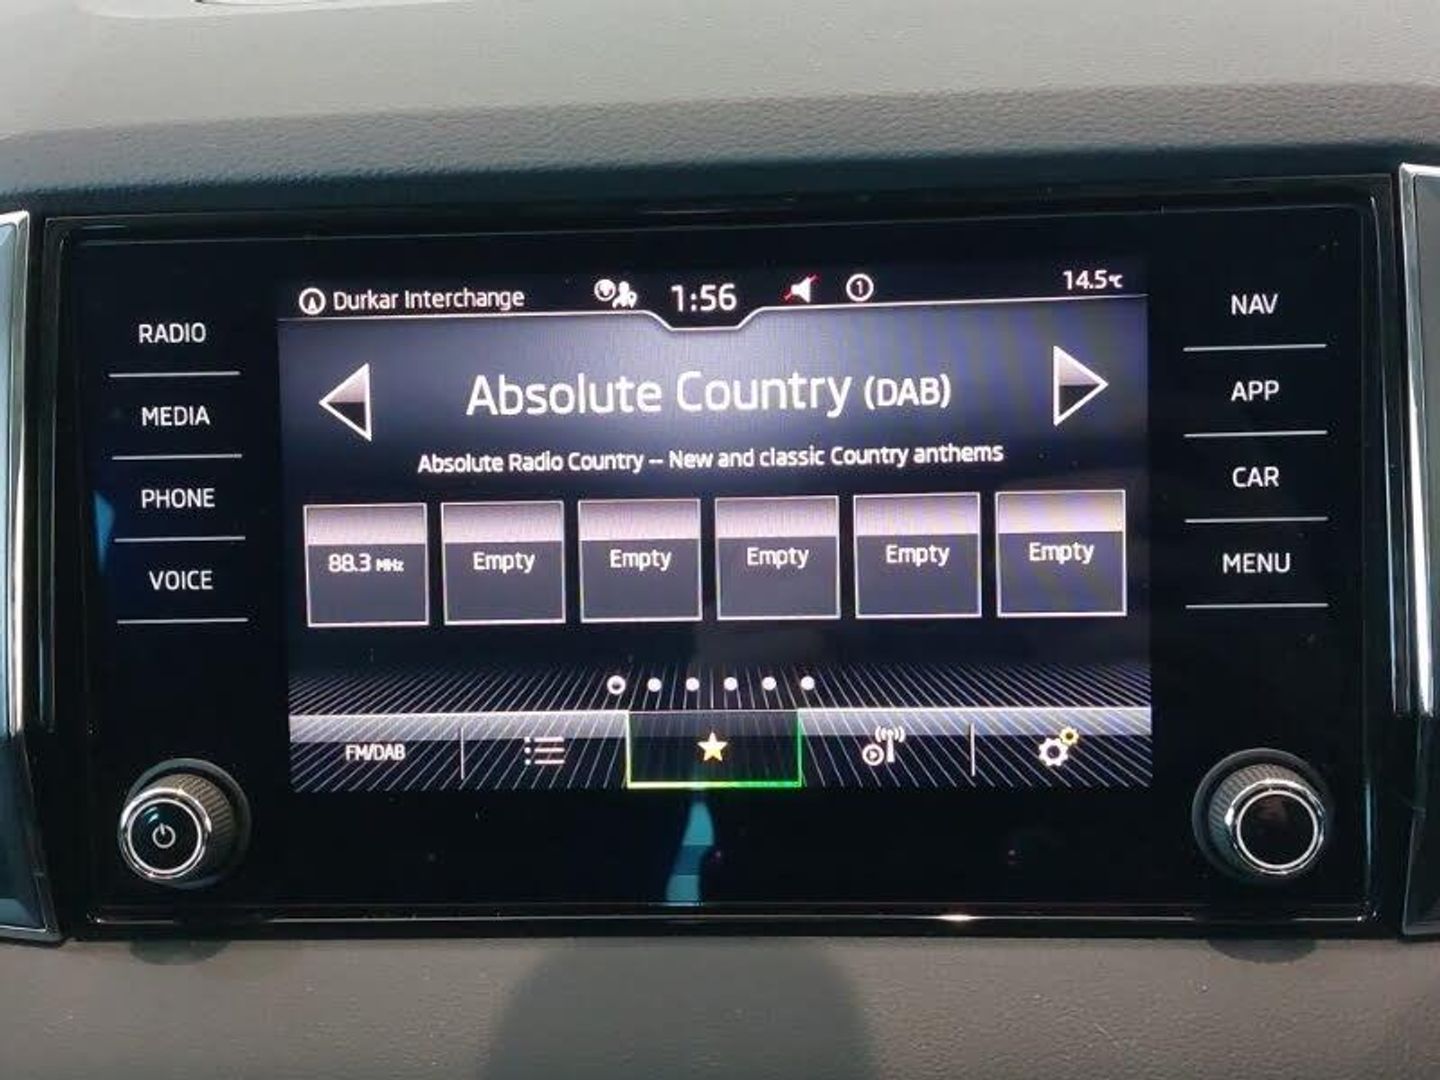 Durkar Interchange 1:56 1 14.5°C
RADIO
MEDIA
PHONE
VOICE
Absolute Country (DAB)
Absolute Radio Country -- New and classic Country anthems
88.3 MHz Empty Empty Empty Empty Empty
FM/DAB
NAV
APP
CAR
MENU